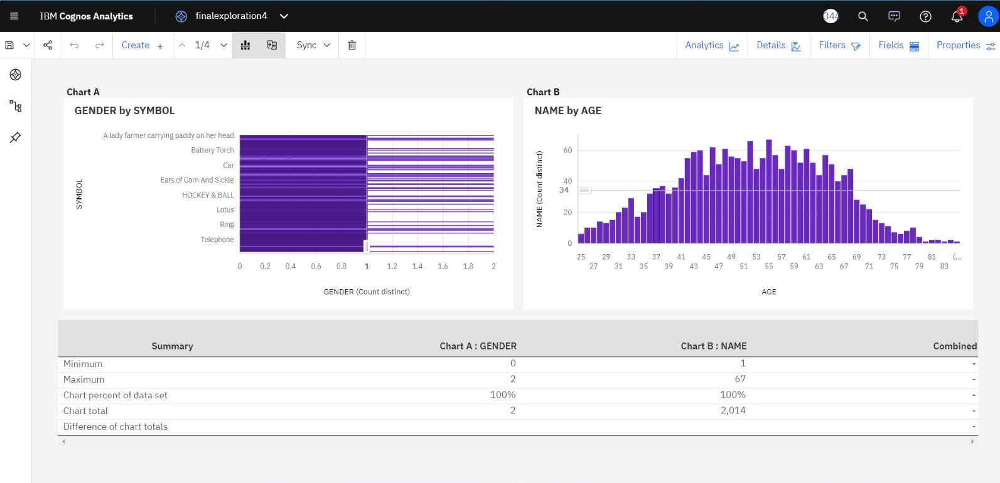 IBM Cognos Analytics
finalexploration4
344
1
Create +
1/4
Sync
Analytics
Details
Filters
Fields
Properties
Chart A
GENDER by SYMBOL
SYMBOL
A lady farmer carrying paddy on her head
Battery Torch
Car
Ears of Corn And Sickle
HOCKEY & BALL
Lotus
Ring
Telephone
0 0.2 0.4 0.6 0.8 1 1.2 1.4 1.6 1.8 2
GENDER (Count distinct)
Chart B
NAME by AGE
NAME (Count distinct)
60
40
34
20
0
25 29 33 37 41 45 49 53 57 61 65 69 73 77 81 (...
27 31 35 39 43 47 51 55 59 63 67 71 75 79 83
AGE
Summary Chart A : GENDER Chart B : NAME Combined
Minimum 0 1 -
Maximum 2 67 -
Chart percent of data set 100% 100% -
Chart total 2 2,014 -
Difference of chart totals -